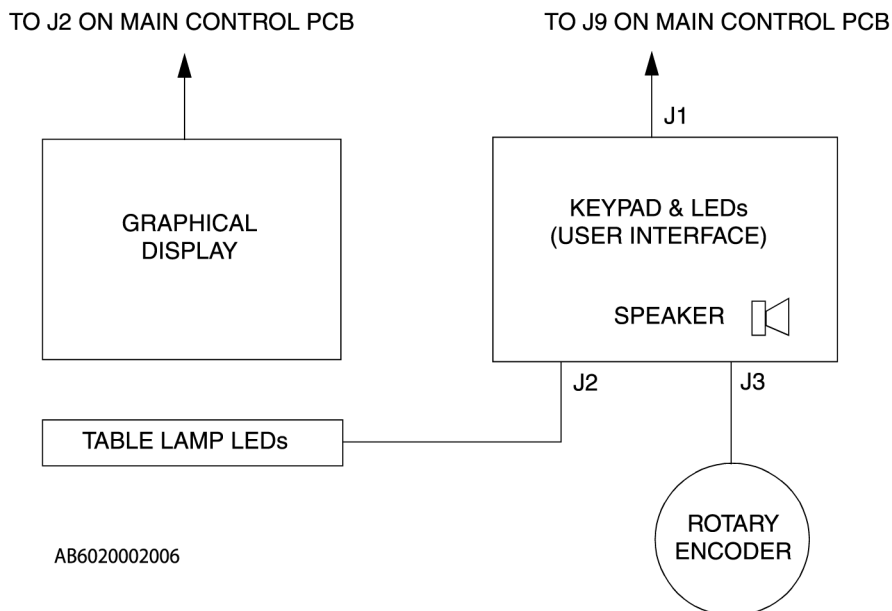 TO J2 ON MAIN CONTROL PCB
TO J9 ON MAIN CONTROL PCB
J1
GRAPHICAL
DISPLAY
KEYPAD & LEDs
(USER INTERFACE)
SPEAKER
J2
J3
TABLE LAMP LEDs
ROTARY
ENCODER
AB6020002006